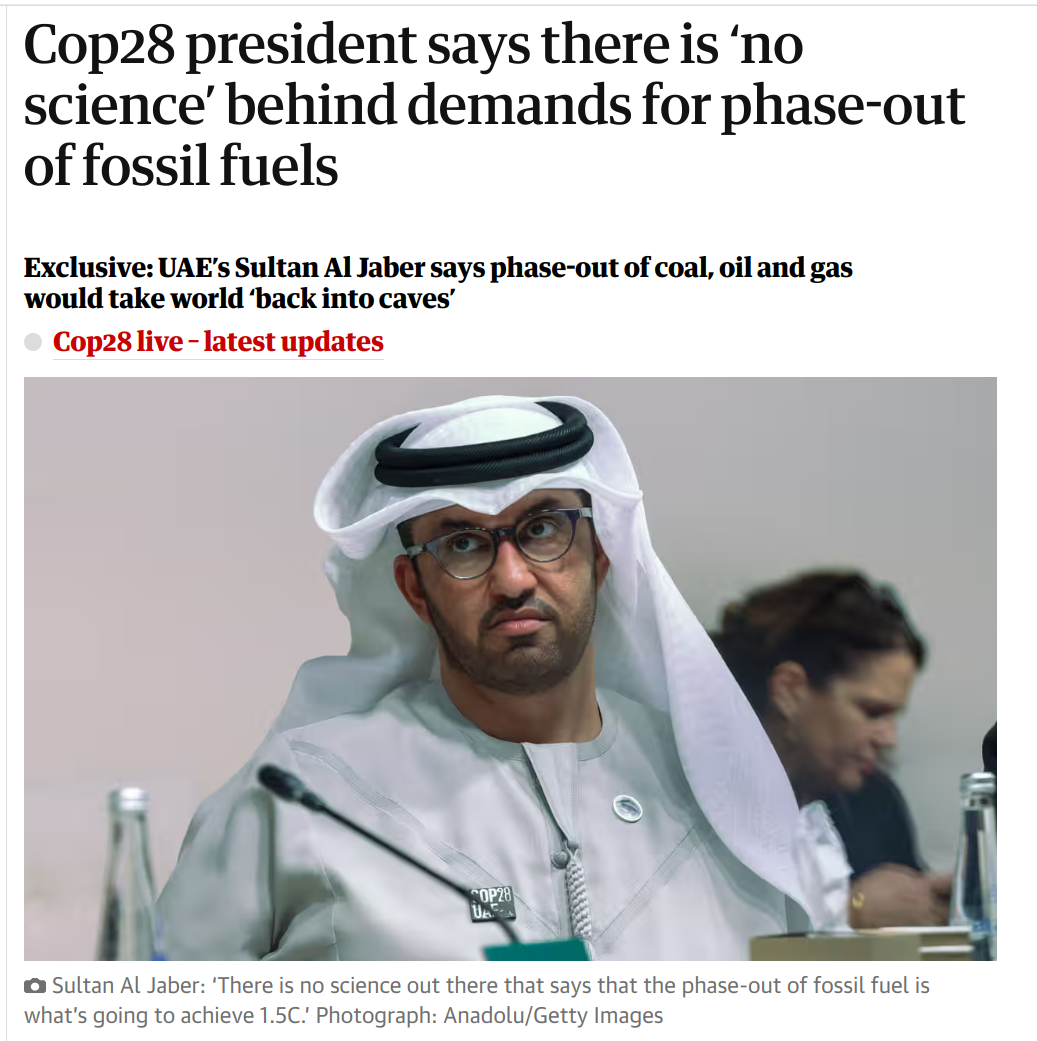 Cop28 president says there is ‘no
science’ behind demands for phase-out
of fossil fuels
Exclusive: UAE’s Sultan Al Jaber says phase-out of coal, oil and gas
would take world ‘back into caves’
Cop28 live – latest updates
COP28
UAE
Sultan Al Jaber: ‘There is no science out there that says that the phase-out of fossil fuel is
what’s going to achieve 1.5C.’ Photograph: Anadolu/Getty Images